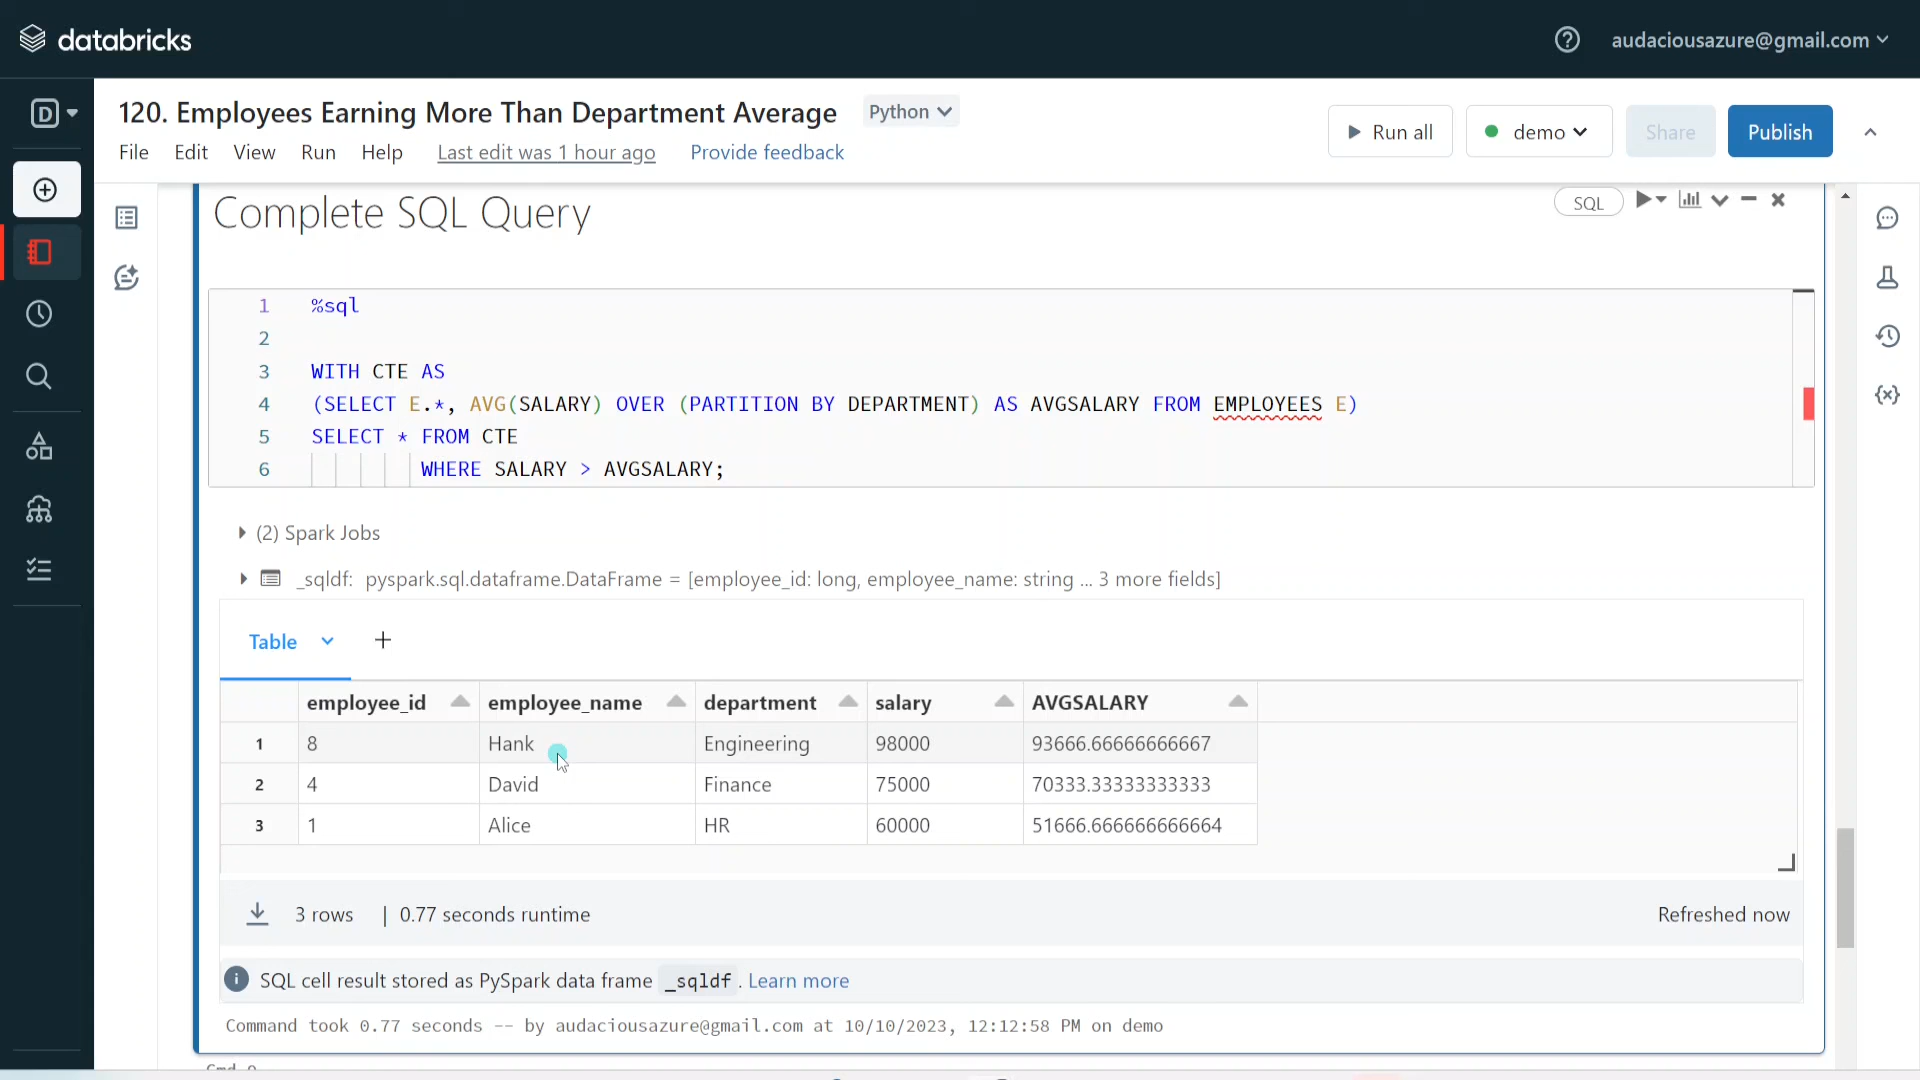 databricks
audaciousazure@gmail.com
D
120. Employees Earning More Than Department Average
Python
Run all
demo
Share
Publish
File Edit View Run Help Last edit was 1 hour ago Provide feedback
Complete SQL Query
SQL
1 %sql
2
3 WITH CTE AS
4 (SELECT E.*, AVG(SALARY) OVER (PARTITION BY DEPARTMENT) AS AVGSALARY FROM EMPLOYEES E)
5 SELECT * FROM CTE
6 WHERE SALARY > AVGSALARY;
(2) Spark Jobs
_sqldf: pyspark.sql.dataframe.DataFrame = [employee_id: long, employee_name: string ... 3 more fields]
Table +
employee_id employee_name department salary AVGSALARY
1 8 Hank Engineering 98000 93666.66666666667
2 4 David Finance 75000 70333.33333333333
3 1 Alice HR 60000 51666.666666666664
3 rows | 0.77 seconds runtime Refreshed now
SQL cell result stored as PySpark data frame _sqldf . Learn more
Command took 0.77 seconds -- by audaciousazure@gmail.com at 10/10/2023, 12:12:58 PM on demo